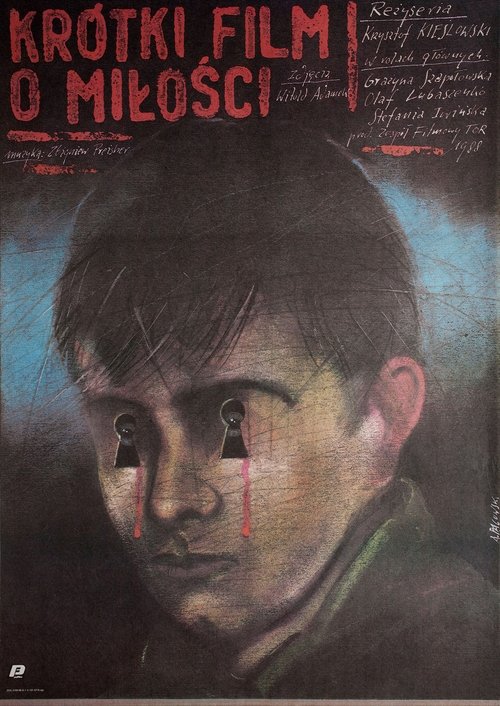 KRÓTKI FILM
O MIŁOŚCI
Reżyseria
Krzysztof KIEŚLOWSKI
w rolach głównych:
Grażyna Szapołowska
Olaf Lubaszenko
Stefania Iwińska
prod. Zespół Filmowy TOR
1988
Zdjęcia
Witold Adamek
muzyka: Zbigniew Preisner